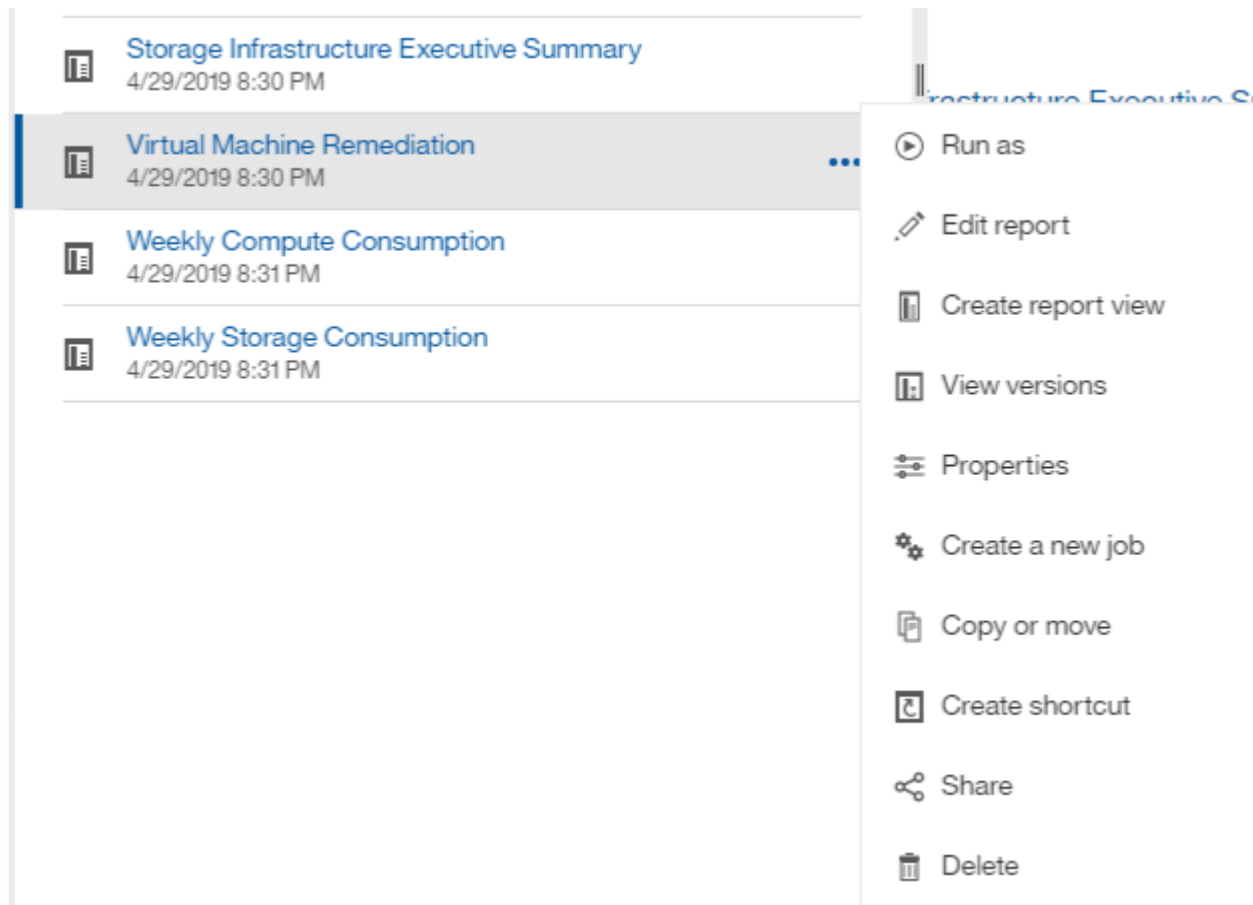 Storage Infrastructure Executive Summary
4/29/2019 8:30 PM
Virtual Machine Remediation
4/29/2019 8:30 PM
Weekly Compute Consumption
4/29/2019 8:31 PM
Weekly Storage Consumption
4/29/2019 8:31 PM
frastructure Executive S
Run as
Edit report
Create report view
View versions
Properties
Create a new job
Copy or move
Create shortcut
Share
Delete